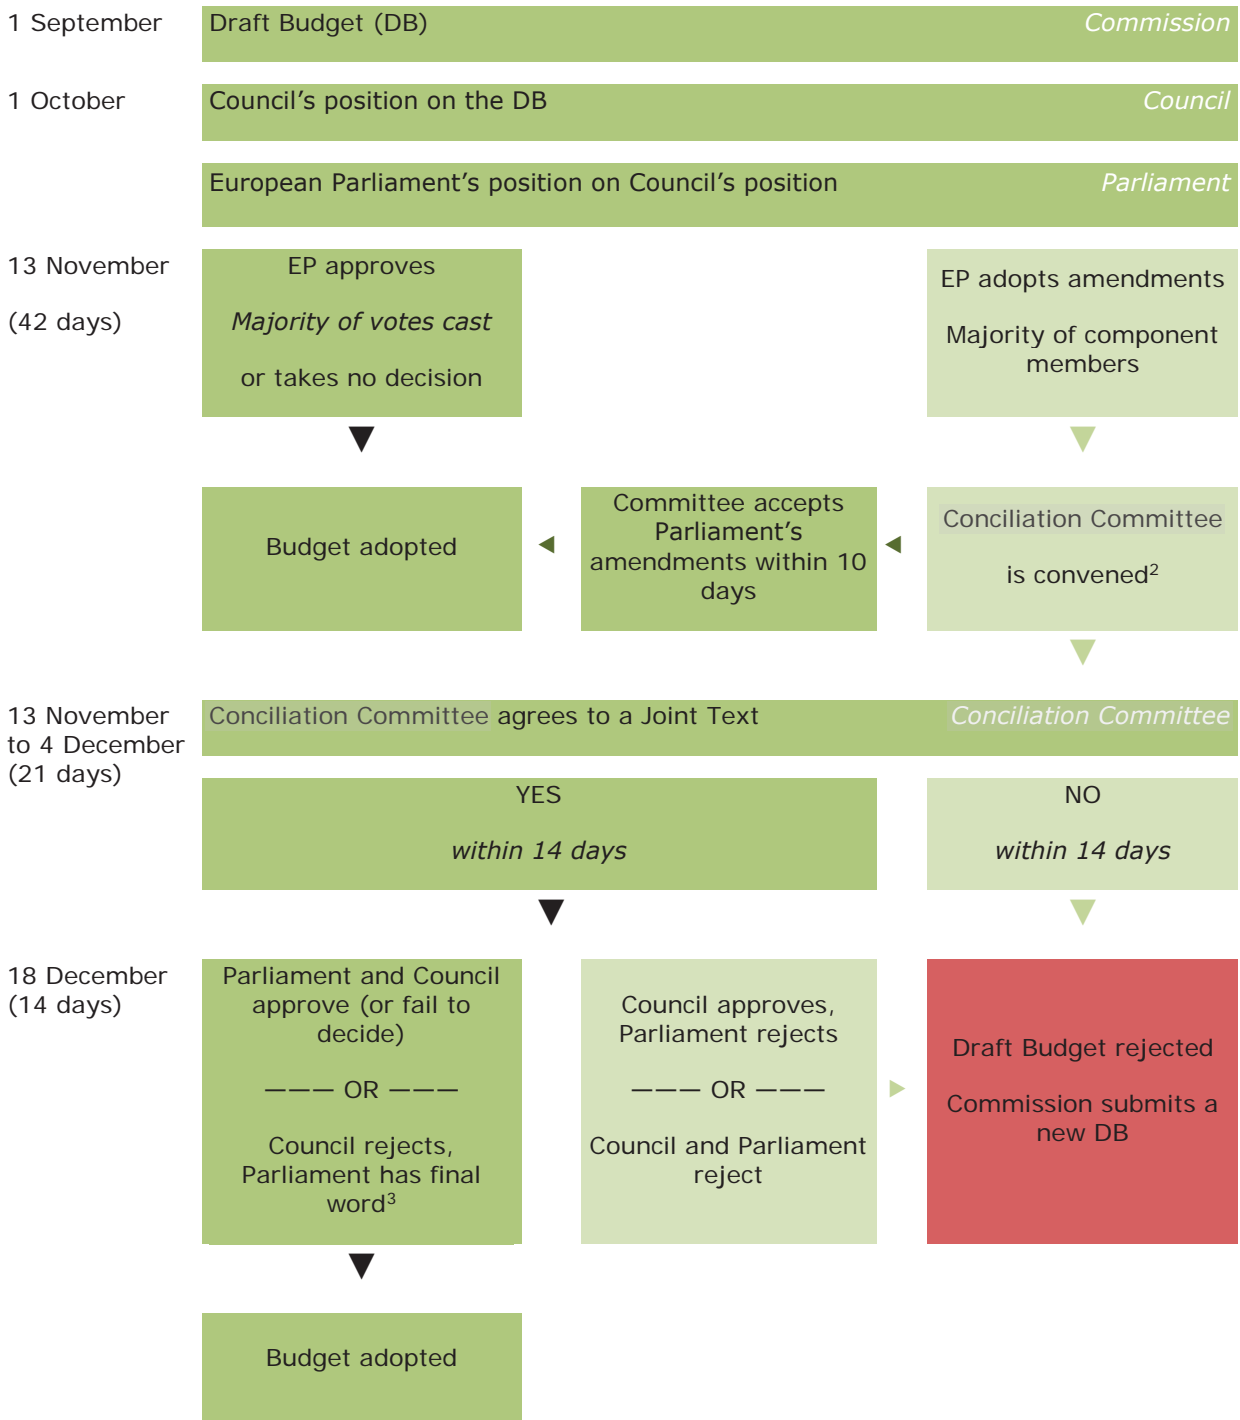 1 September
Draft Budget (DB)
Commission
1 October
Council’s position on the DB
Council
European Parliament’s position on Council’s position
Parliament
13 November
(42 days)
EP approves
Majority of votes cast
or takes no decision
EP adopts amendments
Majority of component
members
Budget adopted
Committee accepts
Parliament’s
amendments within 10
days
Conciliation Committee
is convened2
13 November
to 4 December
(21 days)
Conciliation Committee agrees to a Joint Text
Conciliation Committee
YES
within 14 days
NO
within 14 days
18 December
(14 days)
Parliament and Council
approve (or fail to
decide)
——— OR ———
Council rejects,
Parliament has final
word3
Council approves,
Parliament rejects
——— OR ———
Council and Parliament
reject
Draft Budget rejected
Commission submits a
new DB
Budget adopted